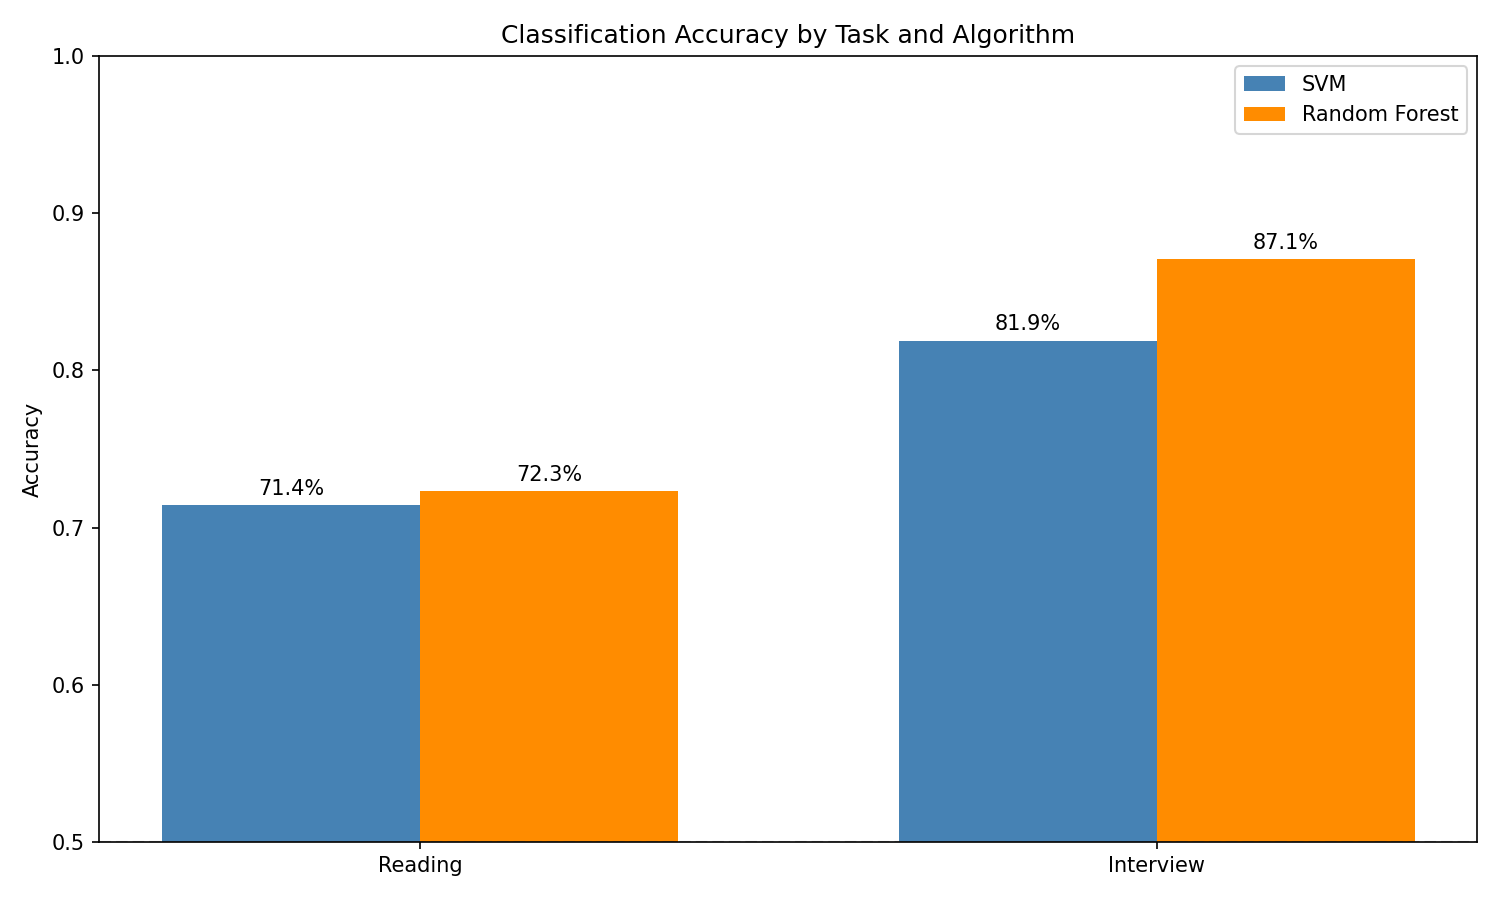 Classification Accuracy by Task and Algorithm
1.0
SVM
Random Forest
0.9
87.1%
81.9%
0.8
Accuracy
71.4%
72.3%
0.7
0.6
0.5
Reading
Interview